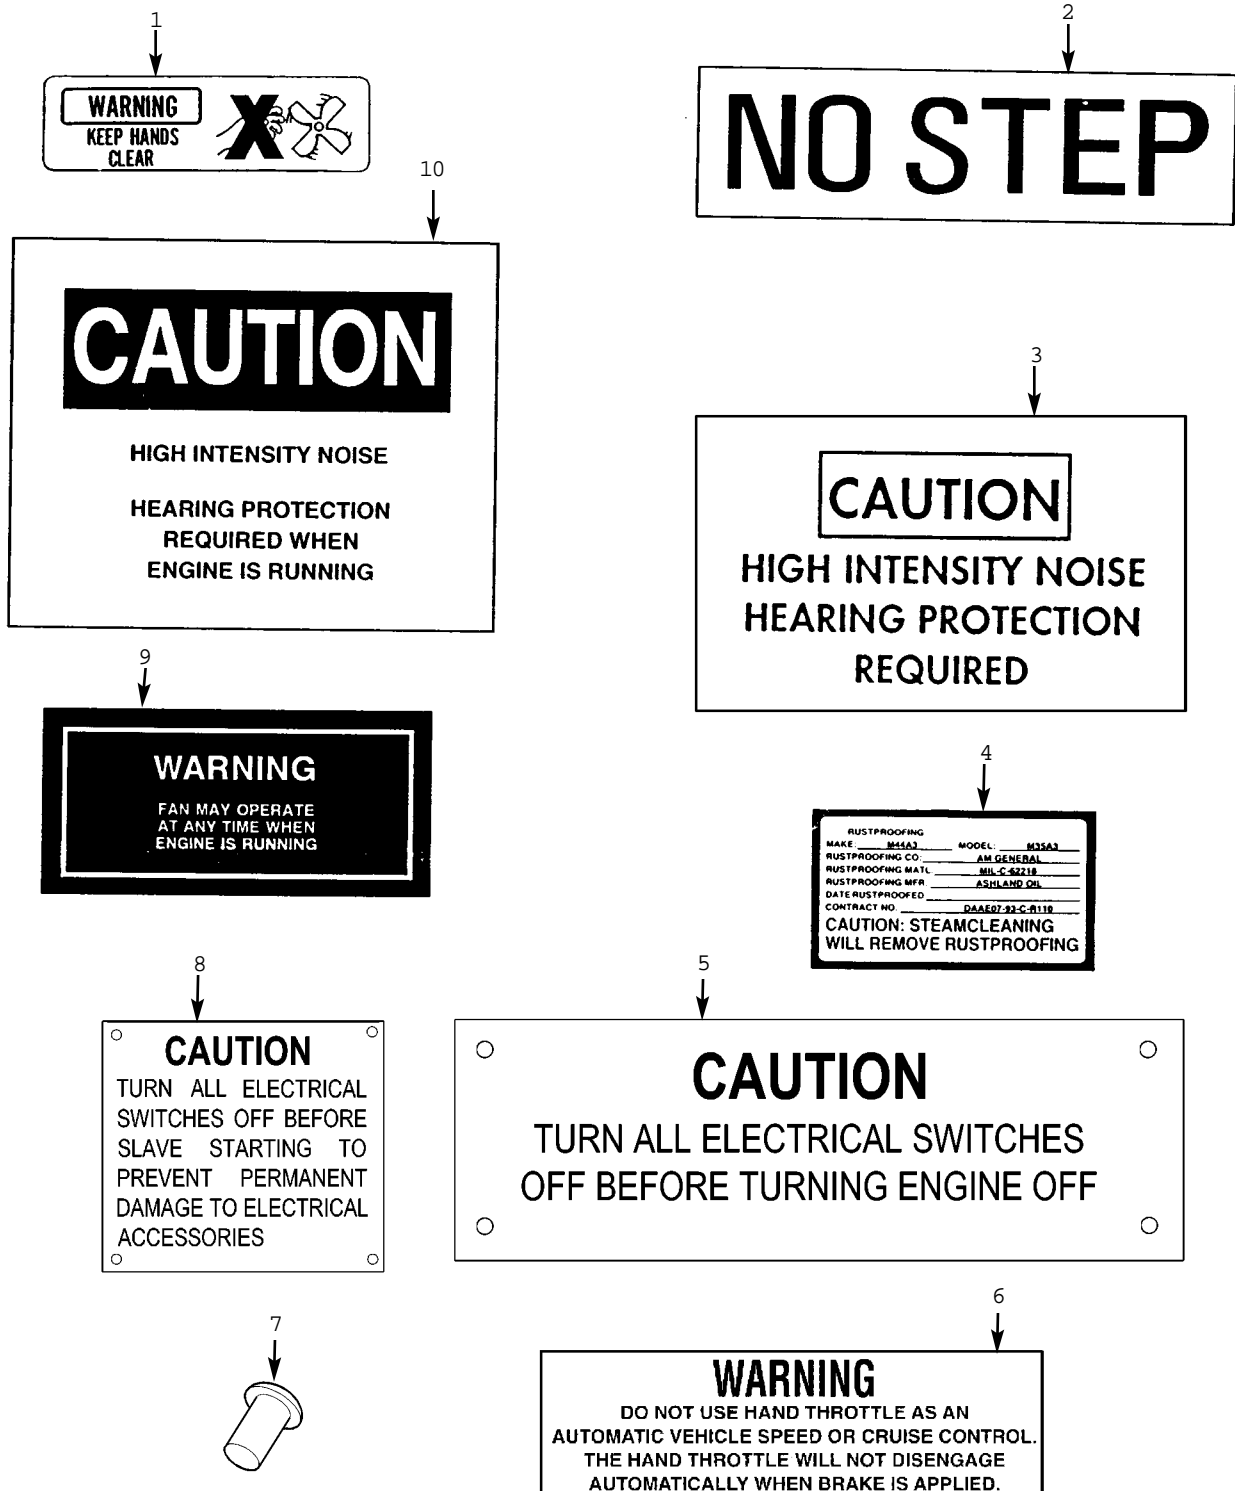 1
WARNING
KEEP HANDS
CLEAR
2
NO STEP
10
CAUTION
HIGH INTENSITY NOISE
HEARING PROTECTION
REQUIRED WHEN
ENGINE IS RUNNING
3
CAUTION
HIGH INTENSITY NOISE
HEARING PROTECTION
REQUIRED
9
WARNING
FAN MAY OPERATE
AT ANY TIME WHEN
ENGINE IS RUNNING
4
RUSTPROOFING
MAKE: M44A3 MODEL: M35A3
RUSTPROOFING CO: AM GENERAL
RUSTPROOFING MATL MIL-C-62218
RUSTPROOFING MFR. ASHLAND OIL
DATE RUSTPROOFED
CONTRACT NO. DAAE07-93-C-R110
CAUTION: STEAMCLEANING
WILL REMOVE RUSTPROOFING
8
CAUTION
TURN ALL ELECTRICAL
SWITCHES OFF BEFORE
SLAVE STARTING TO
PREVENT PERMANENT
DAMAGE TO ELECTRICAL
ACCESSORIES
5
CAUTION
TURN ALL ELECTRICAL SWITCHES
OFF BEFORE TURNING ENGINE OFF
7
6
WARNING
DO NOT USE HAND THROTTLE AS AN
AUTOMATIC VEHICLE SPEED OR CRUISE CONTROL.
THE HAND THROTTLE WILL NOT DISENGAGE
AUTOMATICALLY WHEN BRAKE IS APPLIED.